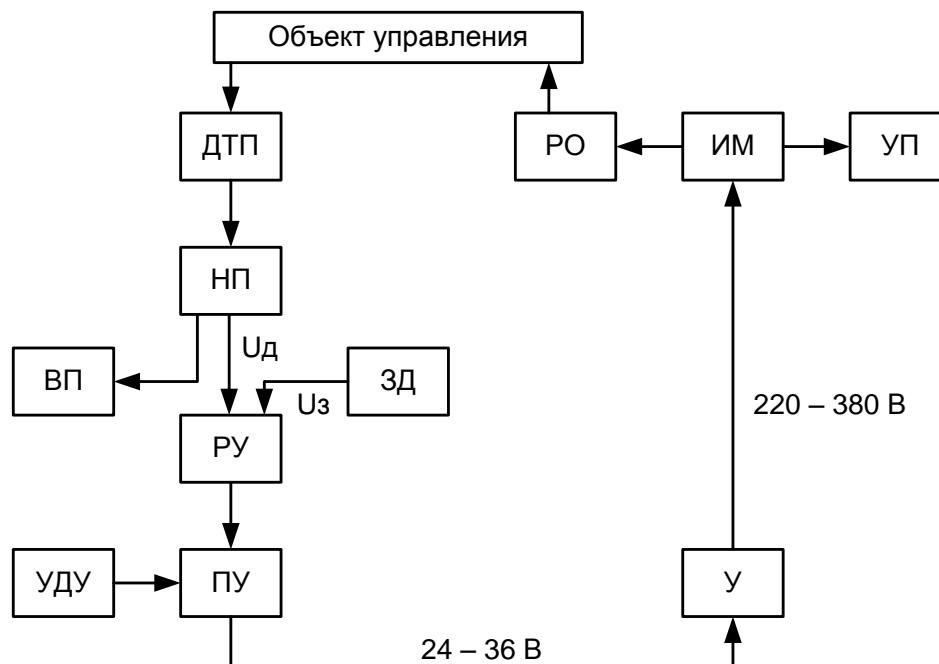 Объект управления
ДТП
РО
ИМ
УП
НП
Uд
ВП
ЗД
Uз
220 – 380 В
РУ
УДУ
ПУ
У
24 – 36 В